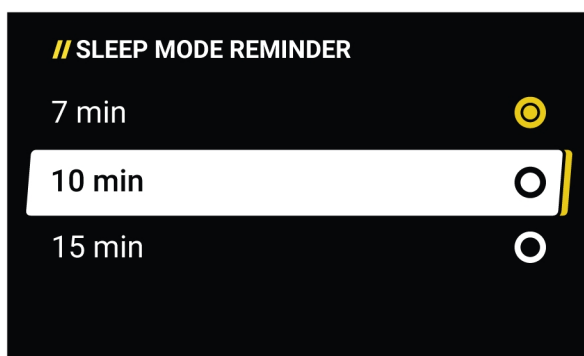 // SLEEP MODE REMINDER
7 min
10 min
15 min